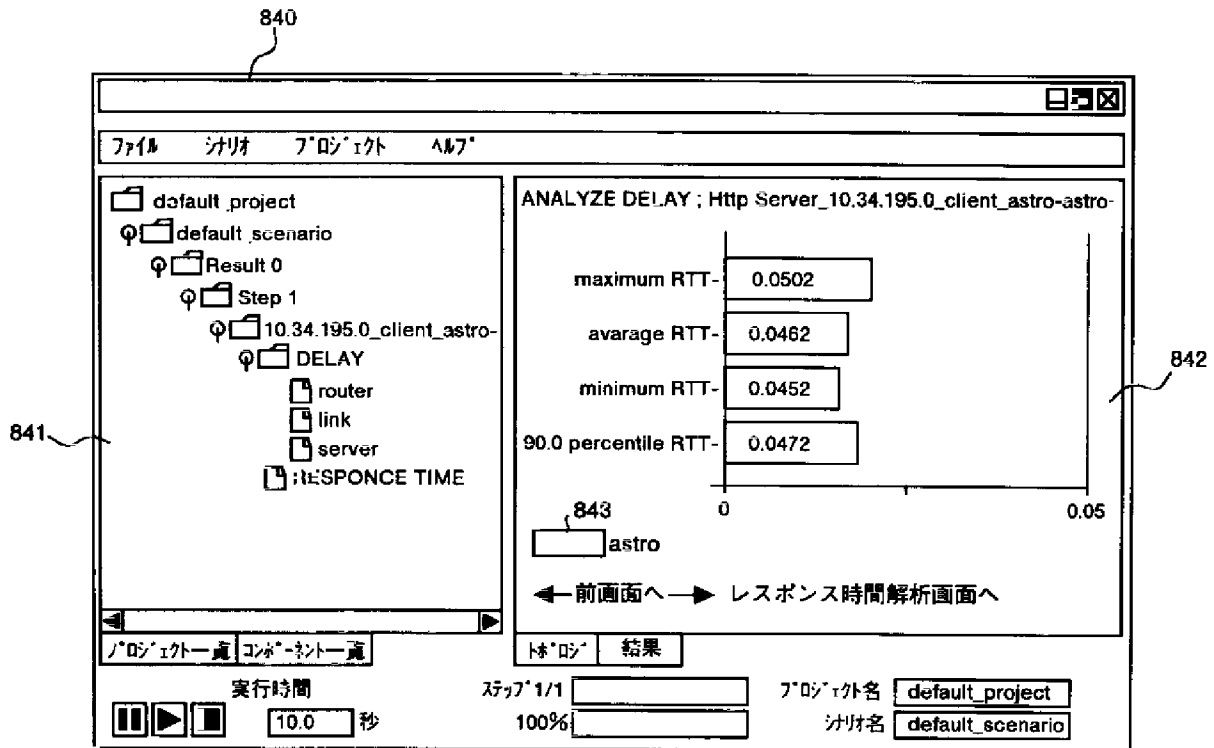 840
ファイル シナリオ プロジェクト ヘルプ
default_project
default_scenario
Result 0
Step 1
10.34.195.0_client_astro-
DELAY
router
link
server
RESPONCE TIME
841
プロジェクト一覧 コンポーネント一覧
ANALYZE DELAY ; Http Server_10.34.195.0_client_astro-astro-
maximum RTT- 0.0502
avarage RTT- 0.0462
minimum RTT- 0.0452
90.0 percentile RTT- 0.0472
0 0.05
842
843
astro
前画面へ レスポンス時間解析画面へ
トポロジ 結果
実行時間
10.0 秒
ステップ 1/1
100%
プロジェクト名 default_project
シナリオ名 default_scenario